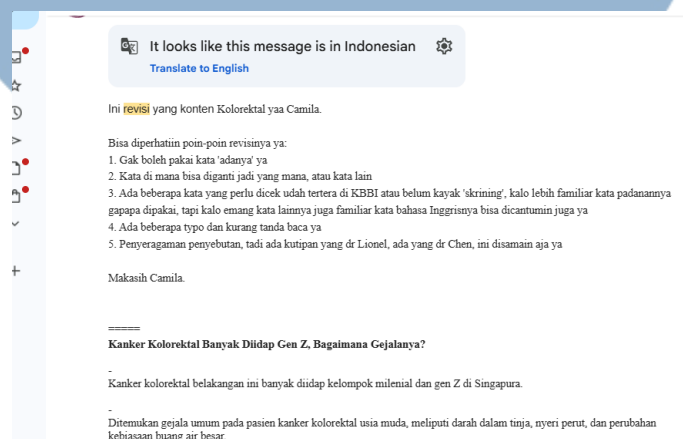 It looks like this message is in Indonesian
Translate to English
Ini revisi yang konten Kolorektal yaa Camila.
Bisa diperhatiin poin-poin revisinya ya:
1. Gak boleh pakai kata 'adanya' ya
2. Kata di mana bisa diganti jadi yang mana, atau kata lain
3. Ada beberapa kata yang perlu dicek udah tertera di KBBI atau belum kayak 'skrining', kalo lebih familiar kata padanannya
gapapa dipakai, tapi kalo emang kata lainnya juga familiar kata bahasa Inggrisnya bisa dicantumin juga ya
4. Ada beberapa typo dan kurang tanda baca ya
5. Penyeragaman penyebutan, tadi ada kutipan yang dr Lionel, ada yang dr Chen, ini disamain aja ya
Makasih Camila.
=====
Kanker Kolorektal Banyak Diidap Gen Z, Bagaimana Gejalanya?
-
Kanker kolorektal belakangan ini banyak diidap kelompok milenial dan gen Z di Singapura.
-
Ditemukan gejala umum pada pasien kanker kolorektal usia muda, meliputi darah dalam tinja, nyeri perut, dan perubahan
kebiasaan buang air besar.